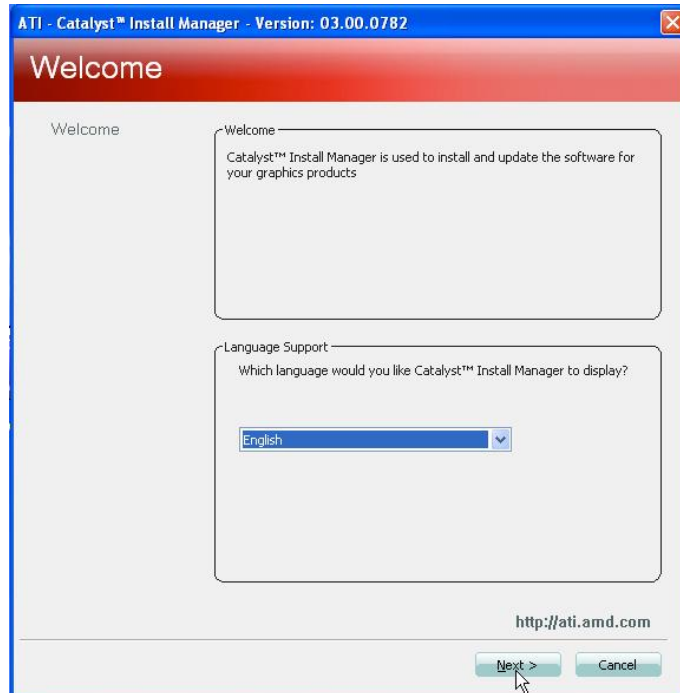 ATI - Catalyst™ Install Manager - Version: 03.00.0782
Welcome
Welcome
Welcome
Catalyst™ Install Manager is used to install and update the software for
your graphics products
Language Support
Which language would you like Catalyst™ Install Manager to display?
English
http://ati.amd.com
Next >
Cancel